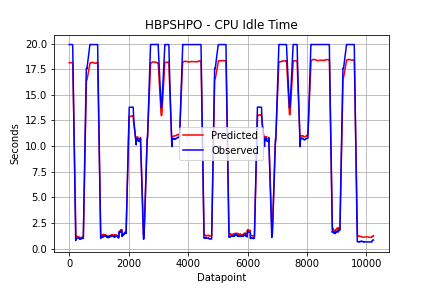 HBPSHPO - CPU Idle Time
20.0
17.5
15.0
12.5
10.0
7.5
5.0
2.5
0.0
Seconds
Predicted
Observed
0 2000 4000 6000 8000 10000
Datapoint